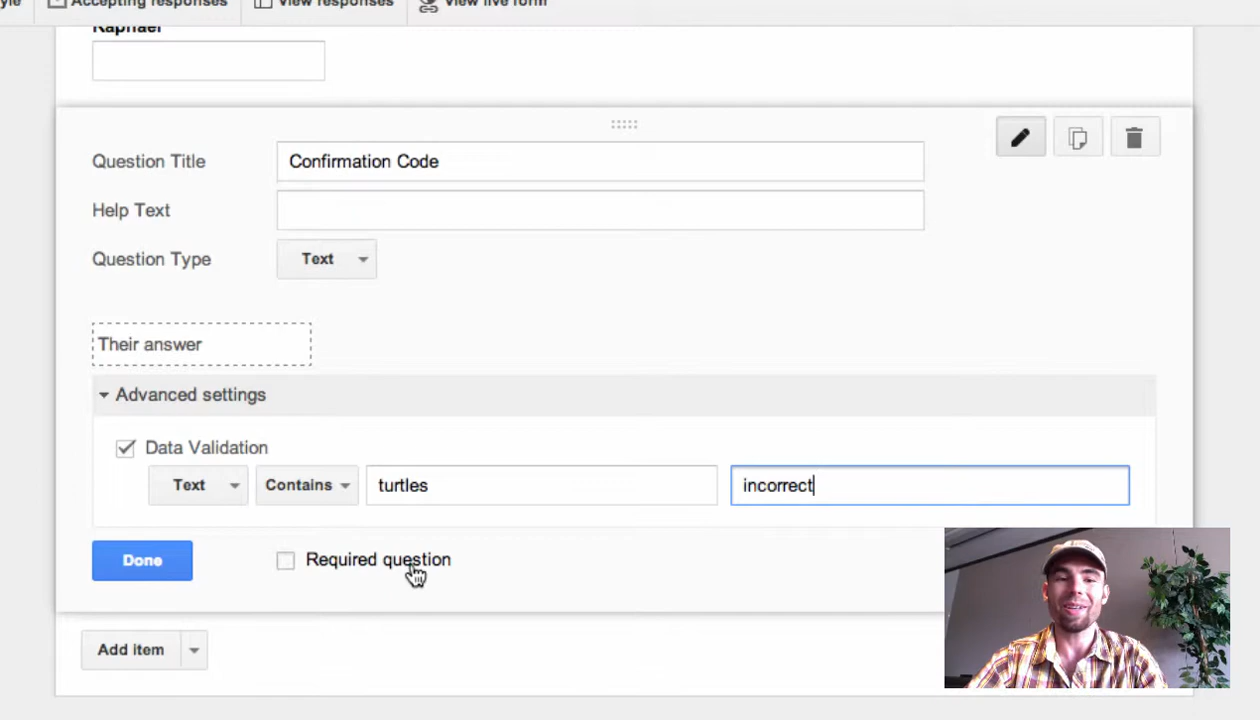 Accepting responses View responses View live form
Raphael
Question Title Confirmation Code
Help Text
Question Type Text
Their answer
Advanced settings
Data Validation
Text Contains turtles incorrect
Done Required question
Add item